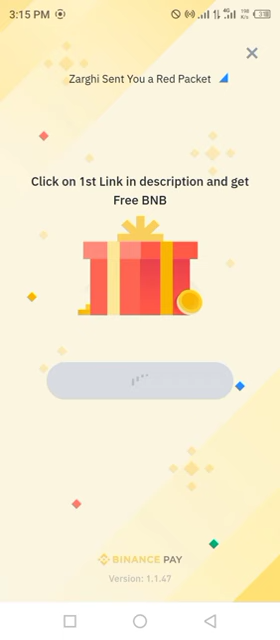 3:15 PM
Zarghi Sent You a Red Packet
Click on 1st Link in description and get
Free BNB
BINANCE PAY
Version: 1.1.47